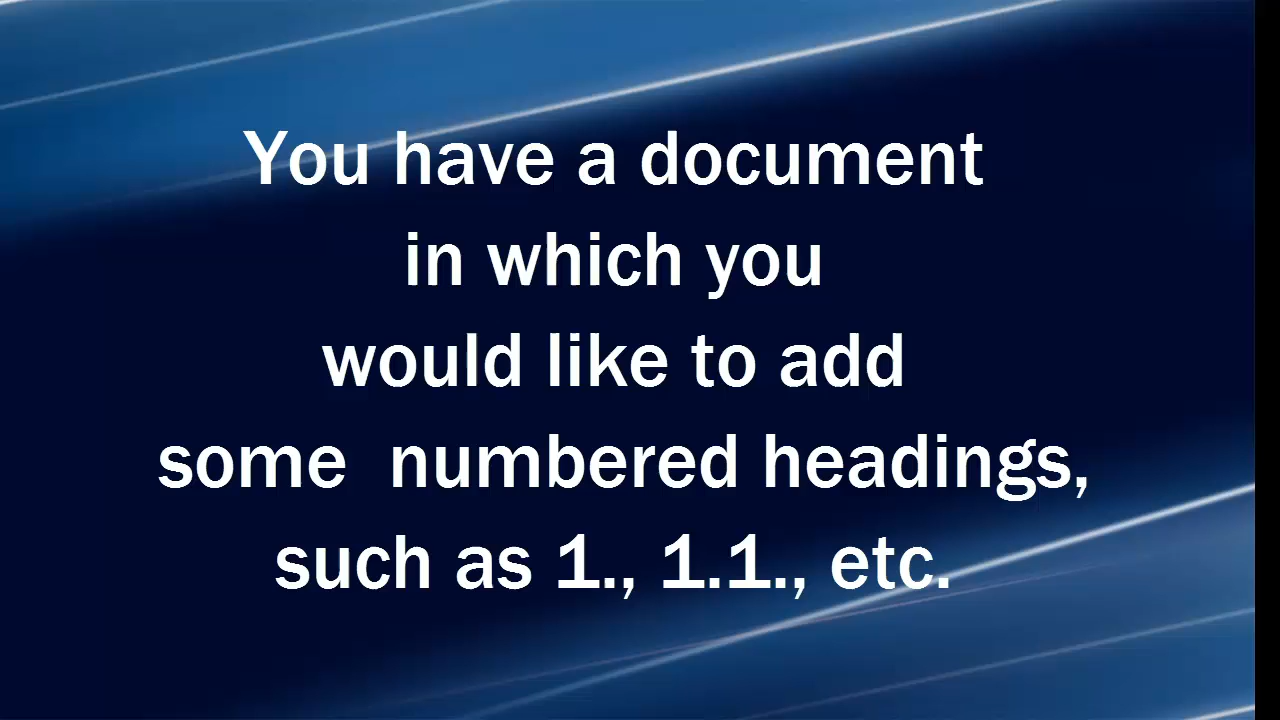 You have a document
in which you
would like to add
some  numbered headings,
such as 1., 1.1., etc.